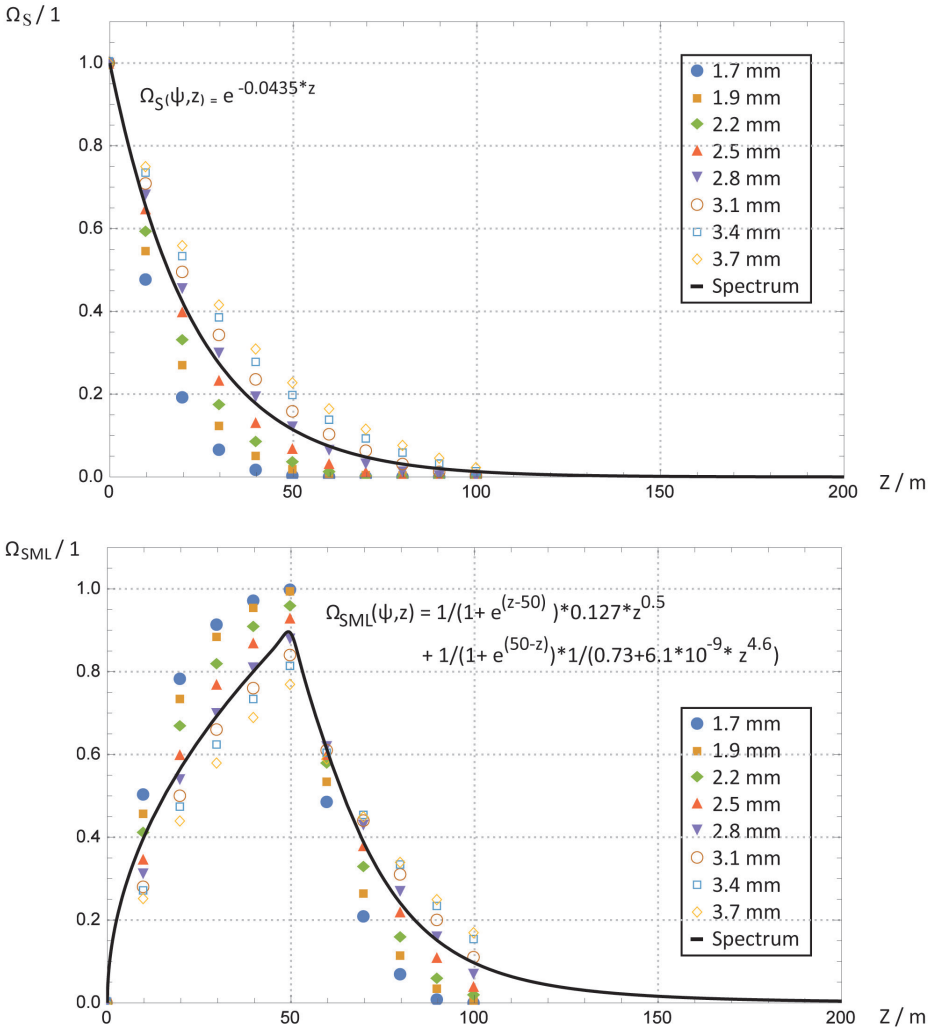 Ω_S / 1
1.0
0.8
0.6
0.4
0.2
0.0
0
50
100
150
200
Z / m
Ω_S(ψ,z) = e^-0.0435*z
1.7 mm
1.9 mm
2.2 mm
2.5 mm
2.8 mm
3.1 mm
3.4 mm
3.7 mm
Spectrum
Ω_SML / 1
1.0
0.8
0.6
0.4
0.2
0.0
0
50
100
150
200
Z / m
Ω_SML(ψ,z) = 1/(1+ e^(z-50) )*0.127*z^0.5
+ 1/(1+ e^(50-z))*1/(0.73+6.1*10^-9* z^4.6)
1.7 mm
1.9 mm
2.2 mm
2.5 mm
2.8 mm
3.1 mm
3.4 mm
3.7 mm
Spectrum